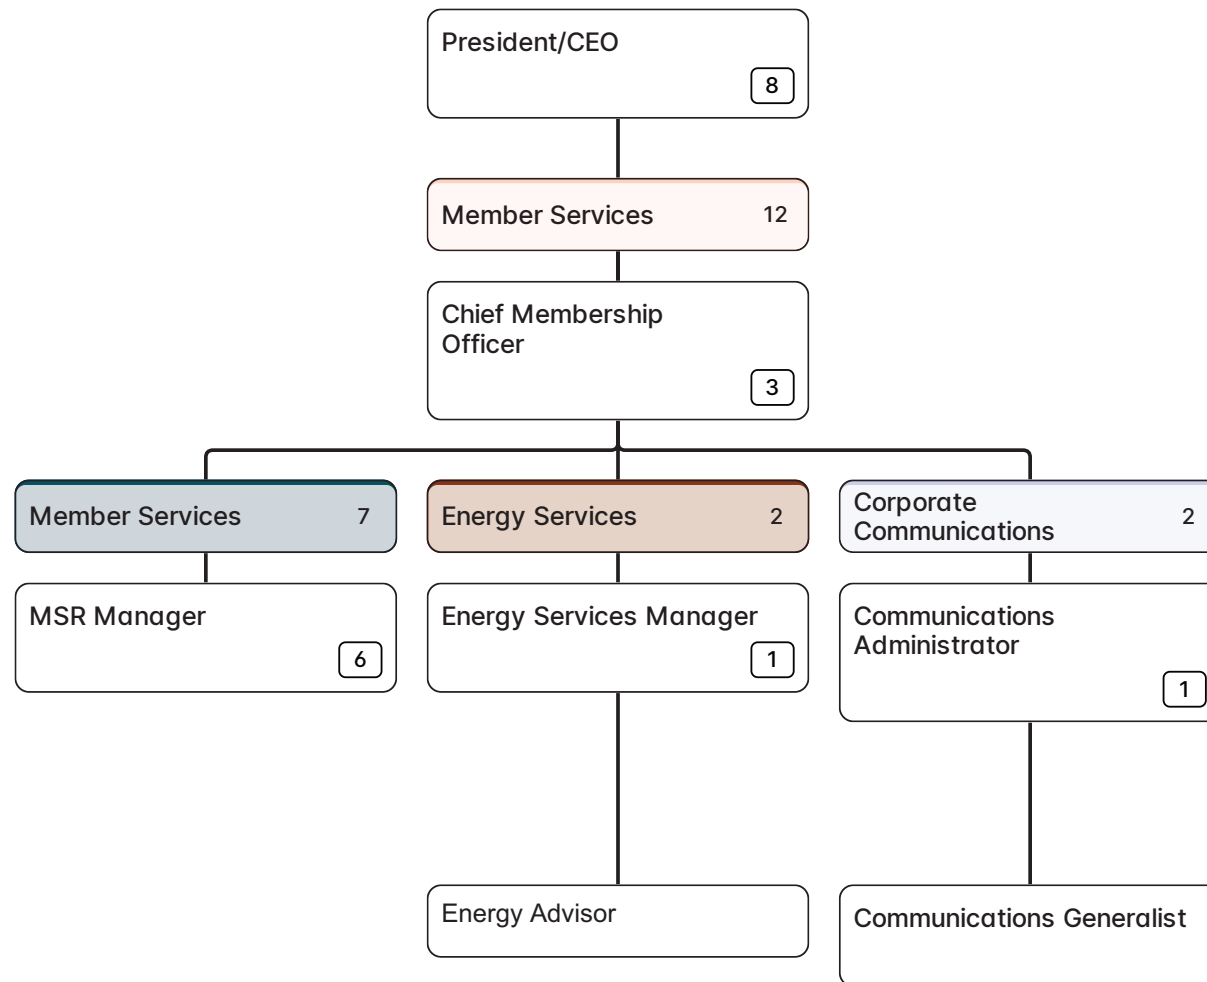 President/CEO
8
Member Services 12
Chief Membership
Officer
3
Member Services 7
Energy Services 2
Corporate
Communications 2
MSR Manager
6
Energy Services Manager
1
Communications
Administrator
1
Energy Advisor
Communications Generalist